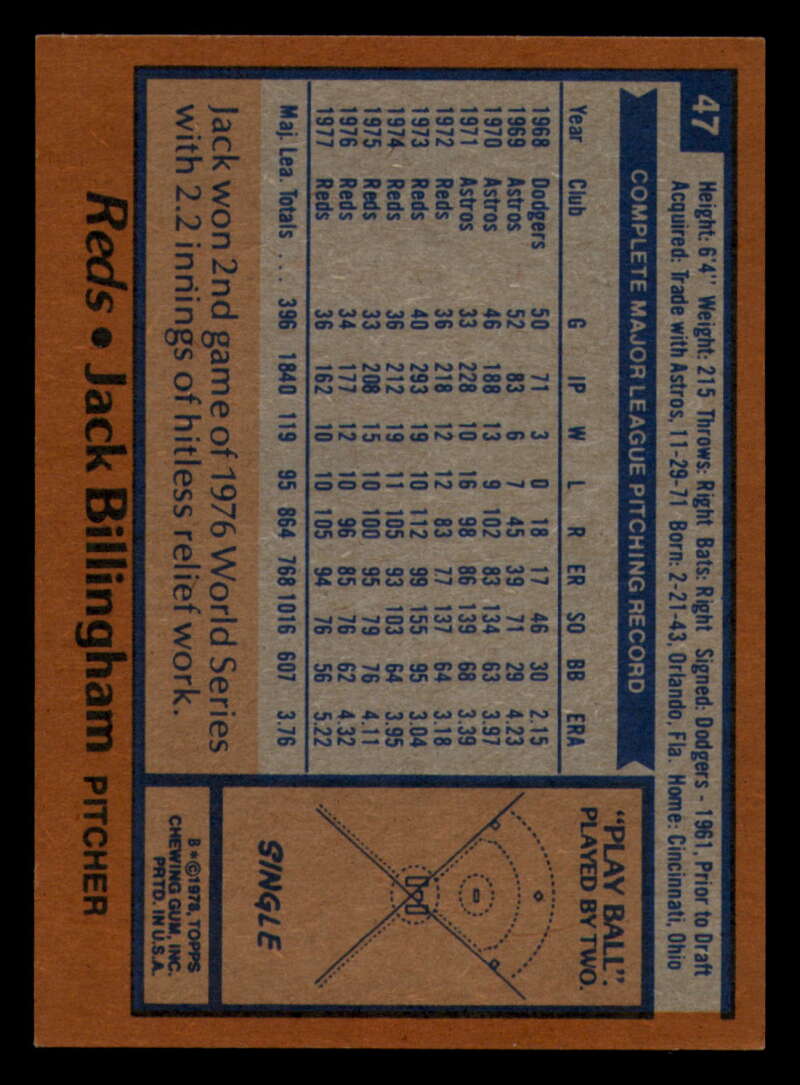 47
Height: 6'4" Weight: 215 Throws: Right Bats: Right Signed: Dodgers - 1961, Prior to Draft
Acquired: Trade with Astros, 11-29-71 Born: 2-21-43, Orlando, Fla. Home: Cincinnati, Ohio
COMPLETE MAJOR LEAGUE PITCHING RECORD
Year Club G IP W L R ER SO BB ERA
1968 Dodgers 50 71 3 0 18 17 46 30 2.15
1969 Astros 52 83 6 7 45 39 71 29 4.23
1970 Astros 46 188 13 9 102 83 134 63 3.97
1971 Astros 33 228 10 16 98 86 139 68 3.39
1972 Reds 36 218 12 12 83 77 137 64 3.18
1973 Reds 40 293 19 10 112 99 155 95 3.04
1974 Reds 36 212 19 11 105 93 103 64 3.95
1975 Reds 33 208 15 10 100 95 79 76 4.11
1976 Reds 34 177 12 10 96 85 76 62 4.32
1977 Reds 36 162 10 10 105 94 76 56 5.22
Maj. Lea. Totals . . . 396 1840 119 95 864 768 1016 607 3.76
Jack won 2nd game of 1976 World Series
with 2.2 innings of hitless relief work.
"PLAY BALL".
PLAYED BY TWO.
SINGLE
B*©1978, TOPPS
CHEWING GUM, INC.
PRTD. IN U.S.A.
Reds • Jack Billingham PITCHER